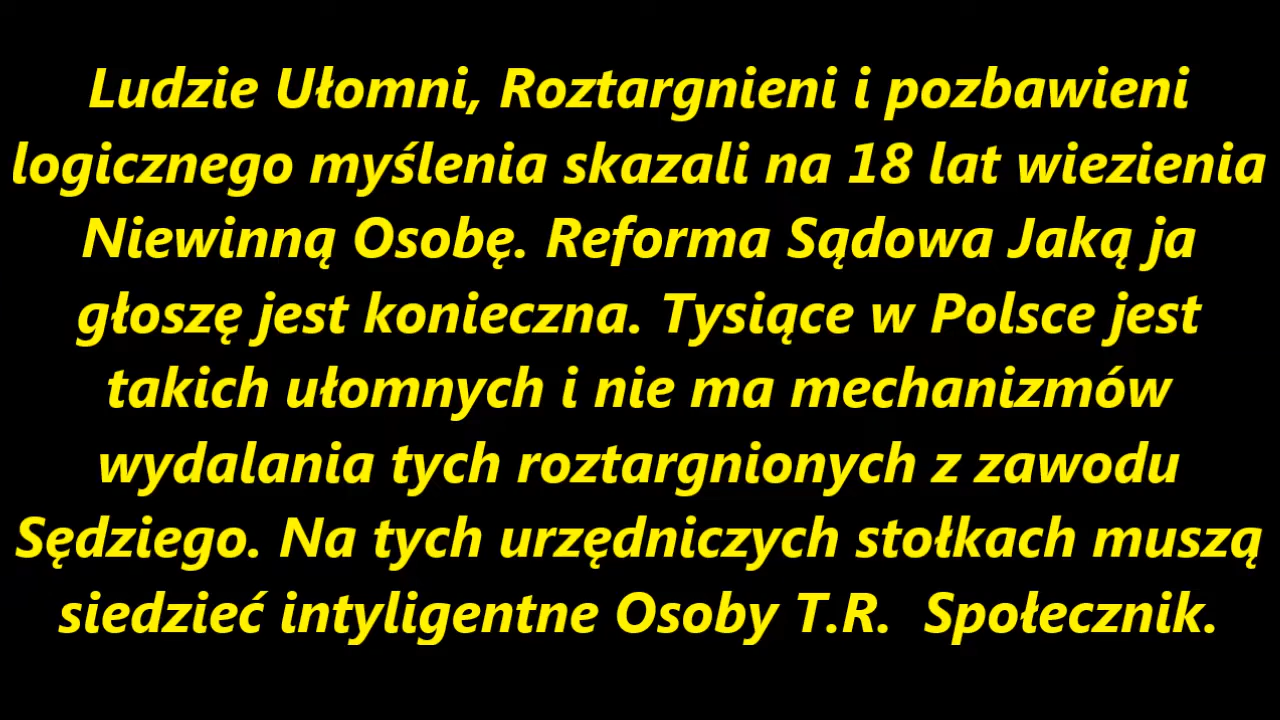 Ludzie Ułomni, Roztargnieni i pozbawieni
logicznego myślenia skazali na 18 lat wiezienia
Niewinną Osobę. Reforma Sądowa Jaką ja
głoszę jest konieczna. Tysiące w Polsce jest
takich ułomnych i nie ma mechanizmów
wydalania tych roztargnionych z zawodu
Sędziego. Na tych urzędniczych stołkach muszą
siedzieć intyligentne Osoby T.R.  Społecznik.